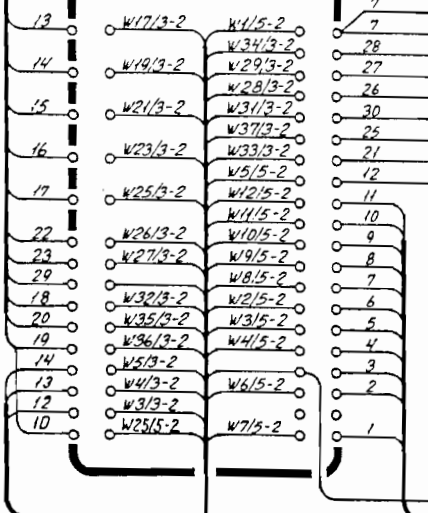 13 W17/3-2 W1/5-2 7
W34/3-2 28
14 W19/3-2 W29/3-2 27
W28/3-2 26
15 W21/3-2 W31/3-2 30
W37/3-2 25
16 W23/3-2 W33/3-2 21
W5/5-2 12
17 W25/3-2 W12/5-2 11
W11/5-2 10
22 W26/3-2 W10/5-2 9
23 W27/3-2 W9/5-2 8
29 W8/5-2 7
18 W32/3-2 W2/5-2 6
20 W35/3-2 W3/5-2 5
19 W36/3-2 W4/5-2 4
14 W5/3-2 3
13 W4/3-2 W6/5-2 2
12 W3/3-2
10 W25/5-2 W7/5-2 1